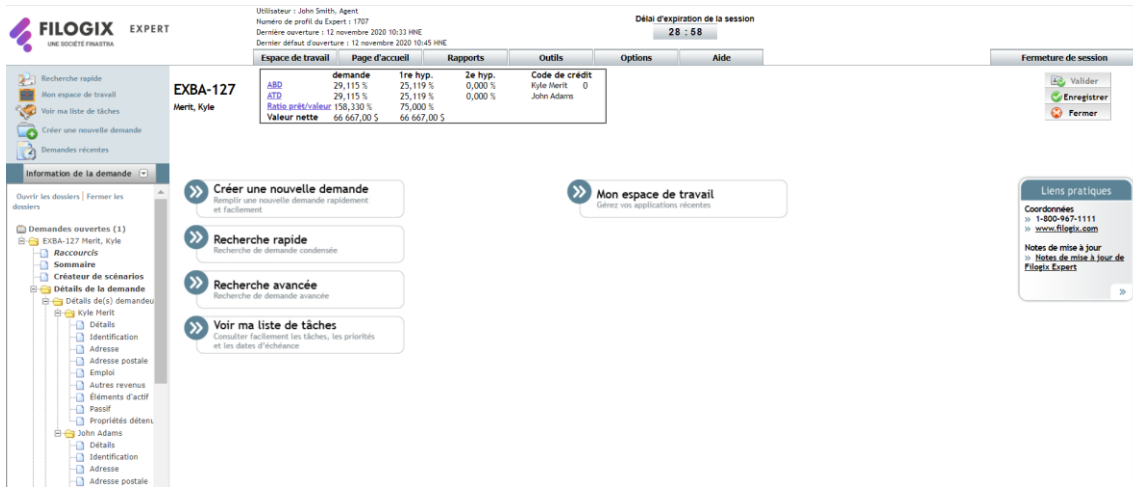 FILOGIX EXPERT
UNE SOCIÉTÉ FINASTRA
Utilisateur : John Smith, Agent
Numéro de profil du Expert : 1707
Dernière ouverture : 12 novembre 2020 10:33 HNE
Dernier défaut d'ouverture : 12 novembre 2020 10:45 HNE
Délai d'expiration de la session
28 : 58
Espace de travail Page d'accueil Rapports Outils Options Aide Fermeture de session
Recherche rapide
Mon espace de travail
Voir ma liste de tâches
Créer une nouvelle demande
Demandes récentes
EXBA-127
Merit, Kyle
demande 1re hyp. 2e hyp. Code de crédit
ABD 29,115 % 25,119 % 0,000 % Kyle Merit 0
ATD 29,115 % 25,119 % 0,000 % John Adams
Ratio prêt/valeur 158,330 % 75,000 %
Valeur nette 66 667,00 $ 66 667,00 $
Valider
Enregistrer
Fermer
Information de la demande
Ouvrir les dossiers | Fermer les
dossiers
Demandes ouvertes (1)
EXBA-127 Merit, Kyle
Raccourcis
Sommaire
Créateur de scénarios
Détails de la demande
Détails de(s) demandeu
Kyle Merit
Détails
Identification
Adresse
Adresse postale
Emploi
Autres revenus
Éléments d'actif
Passif
Propriétés détenu
John Adams
Détails
Identification
Adresse
Adresse postale
Créer une nouvelle demande
Remplir une nouvelle demande rapidement
et facilement
Recherche rapide
Recherche de demande condensée
Recherche avancée
Recherche de demande avancée
Voir ma liste de tâches
Consulter facilement les tâches, les priorités
et les dates d'échéance
Mon espace de travail
Gérez vos applications récentes
Liens pratiques
Coordonnées
» 1-800-967-1111
» www.filogix.com
Notes de mise à jour
» Notes de mise à jour de
Filogix Expert
»